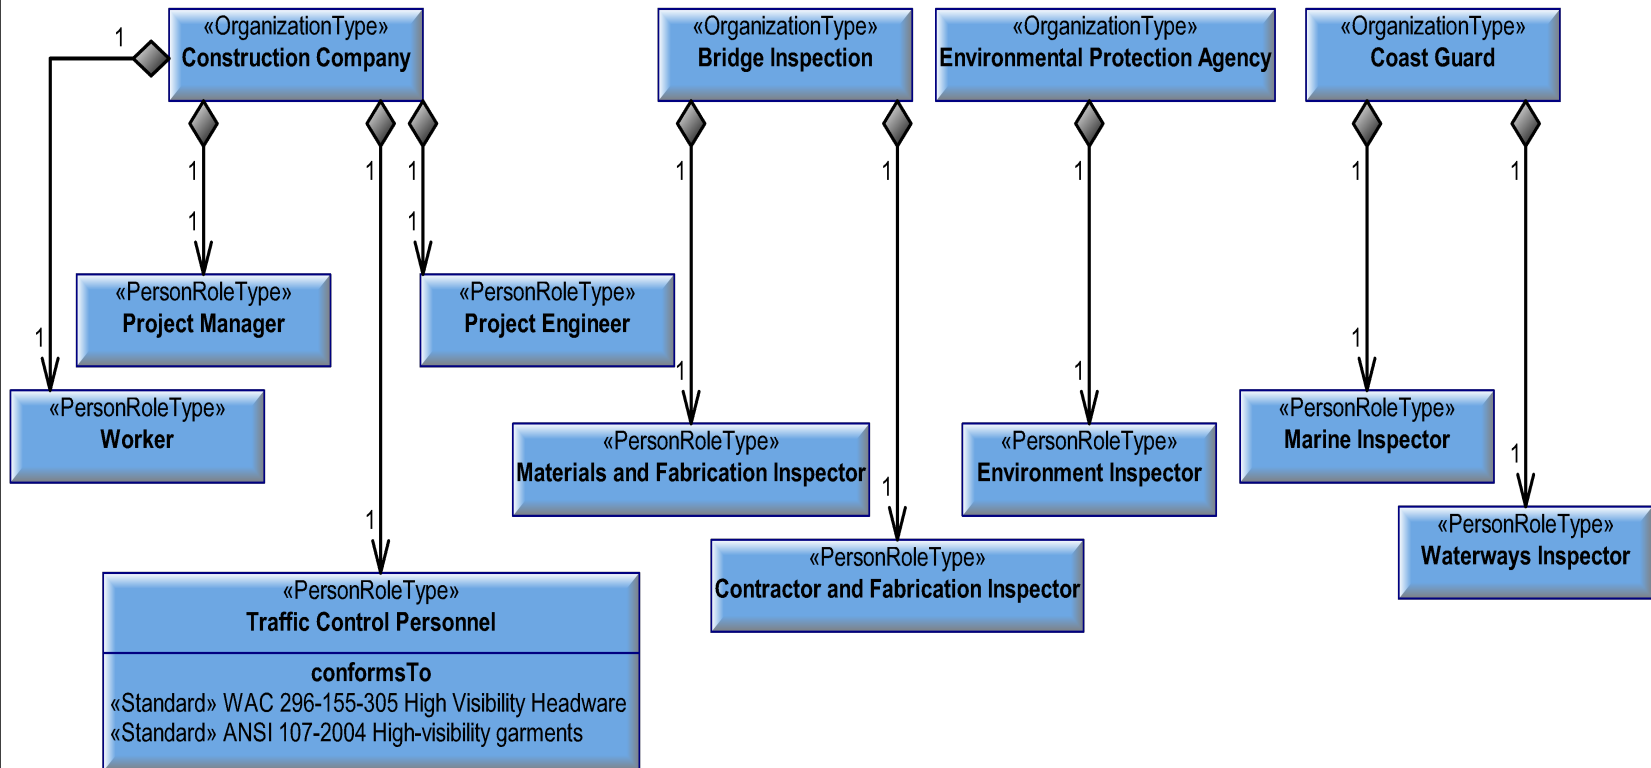 «OrganizationType»
Construction Company
«OrganizationType»
Bridge Inspection
«OrganizationType»
Environmental Protection Agency
«OrganizationType»
Coast Guard
1
1
1
1
1
1
1
1
1
1
1
«PersonRoleType»
Project Manager
«PersonRoleType»
Project Engineer
1
1
1
1
«PersonRoleType»
Worker
«PersonRoleType»
Marine Inspector
«PersonRoleType»
Materials and Fabrication Inspector
«PersonRoleType»
Environment Inspector
1
1
1
«PersonRoleType»
Waterways Inspector
«PersonRoleType»
Contractor and Fabrication Inspector
«PersonRoleType»
Traffic Control Personnel
conformsTo
«Standard» WAC 296-155-305 High Visibility Headware
«Standard» ANSI 107-2004 High-visibility garments